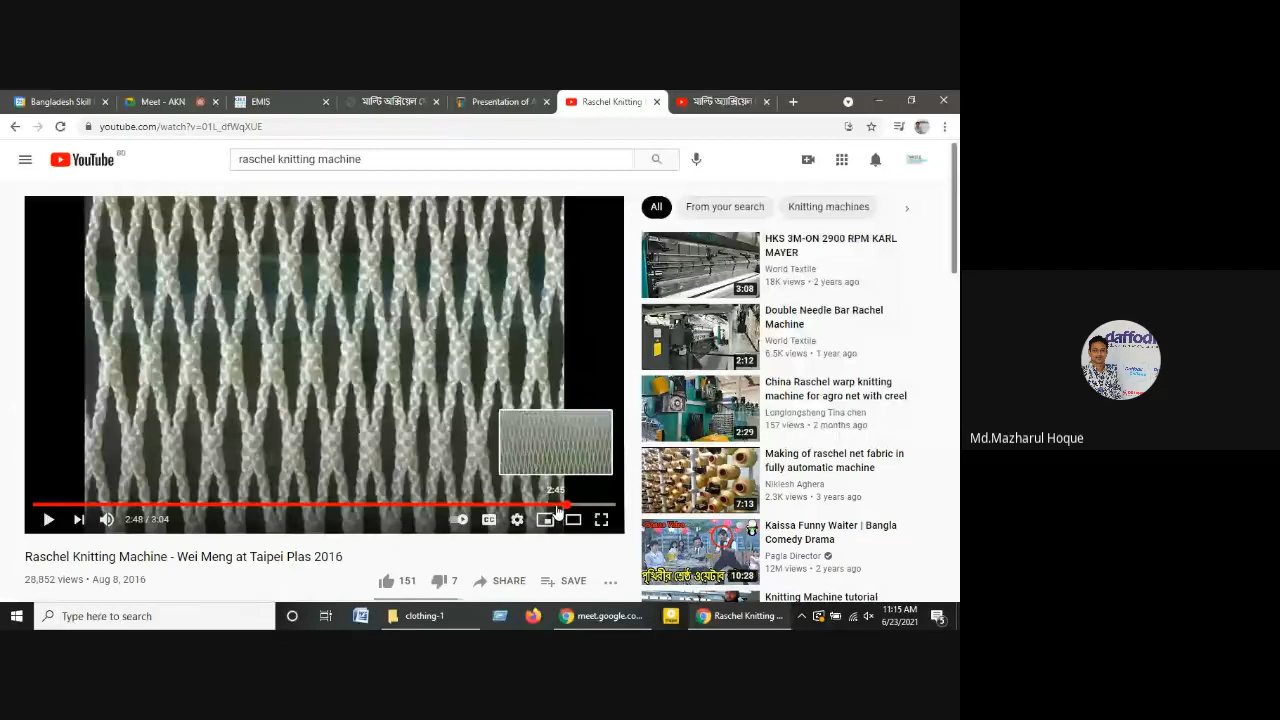 Bangladesh Skill
Meet - AKN
EMIS
মাল্টি অক্সিয়েল
Presentation of
Raschel Knitting
মাল্টি অ্যাক্সিয়েল
youtube.com/watch?v=01L_dfWqXUE
YouTube BD
raschel knitting machine
All
From your search
Knitting machines
HKS 3M-ON 2900 RPM KARL
MAYER
World Textile
18K views • 2 years ago
3:08
Double Needle Bar Rachel
Machine
World Textile
6.5K views • 1 year ago
2:12
China Raschel warp knitting
machine for agro net with creel
Longlongsheng Tina chen
157 views • 2 months ago
2:29
Making of raschel net fabric in
fully automatic machine
Niklesh Aghera
2.3K views • 3 years ago
7:13
Kaissa Funny Waiter | Bangla
Comedy Drama
Pagla Director
12M views • 2 years ago
পৃথিবীর শ্রেষ্ঠ ওয়েটার
10:28
Knitting Machine tutorial
2:45
2:48 / 3:04
CC
Raschel Knitting Machine - Wei Meng at Taipei Plas 2016
28,852 views • Aug 8, 2016
151
7
SHARE
SAVE
Type here to search
clothing-1
meet.google.co...
Raschel Knitting ...
11:15 AM
6/23/2021
5
daffodi
Md.Mazharul Hoque